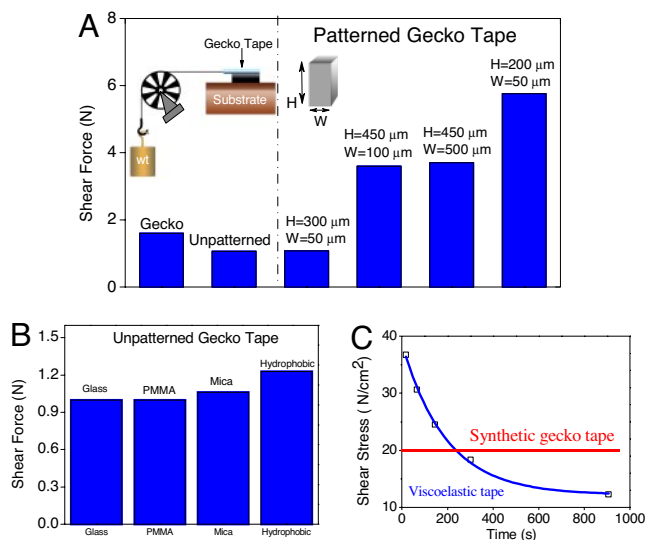 A
Patterned Gecko Tape
Gecko Tape
Substrate
wt
H
W
Shear Force (N)
8
6
4
2
0
Gecko
Unpatterned
H=300 μm
W=50 μm
H=450 μm
W=100 μm
H=450 μm
W=500 μm
H=200 μm
W=50 μm
B
Unpatterned Gecko Tape
Shear Force (N)
1.5
1.2
0.9
0.6
0.3
0.0
Glass
PMMA
Mica
Hydrophobic
Glass
PMMA
Mica
Hydrophobic
C
Shear Stress ( N/cm²)
40
30
20
10
Synthetic gecko tape
Viscoelastic tape
0 200 400 600 800 1000
Time (s)